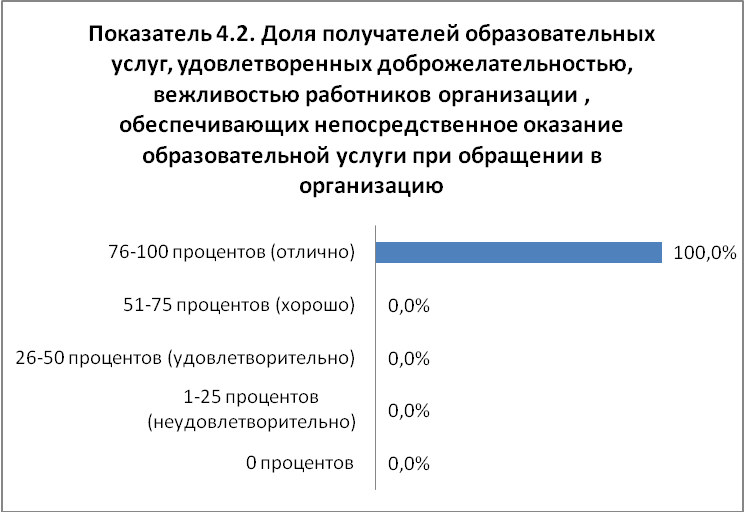 Показатель 4.2. Доля получателей образовательных
услуг, удовлетворенных доброжелательностью,
вежливостью работников организации ,
обеспечивающих непосредственное оказание
образовательной услуги при обращении в
организацию
76-100 процентов (отлично)
100,0%
51-75 процентов (хорошо)
0,0%
26-50 процентов (удовлетворительно)
0,0%
1-25 процентов
(неудовлетворительно)
0,0%
0 процентов
0,0%